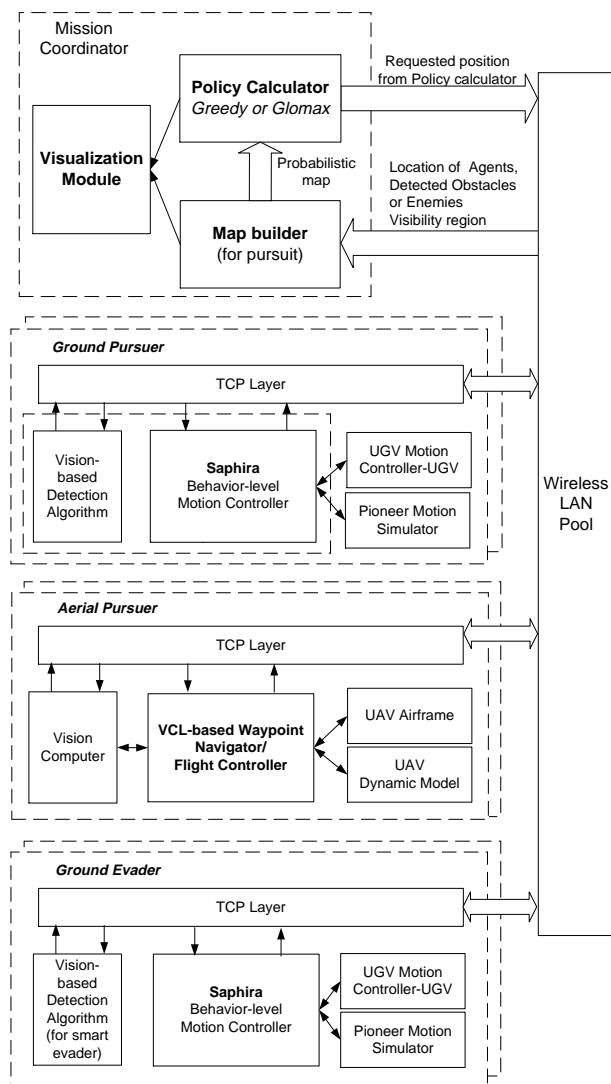 Mission
Coordinator
Policy Calculator
Greedy or Glomax
Requested position
from Policy calculator
Visualization
Module
Probabilistic
map
Location of Agents,
Detected Obstacles
or Enemies
Visibility region
Map builder
(for pursuit)
Ground Pursuer
TCP Layer
Vision-
based
Detection
Algorithm
Saphira
Behavior-level
Motion Controller
UGV Motion
Controller-UGV
Pioneer Motion
Simulator
Wireless
LAN
Pool
Aerial Pursuer
TCP Layer
Vision
Computer
VCL-based Waypoint
Navigator/
Flight Controller
UAV Airframe
UAV
Dynamic Model
Ground Evader
TCP Layer
Vision-
based
Detection
Algorithm
(for smart
evader)
Saphira
Behavior-level
Motion Controller
UGV Motion
Controller-UGV
Pioneer Motion
Simulator